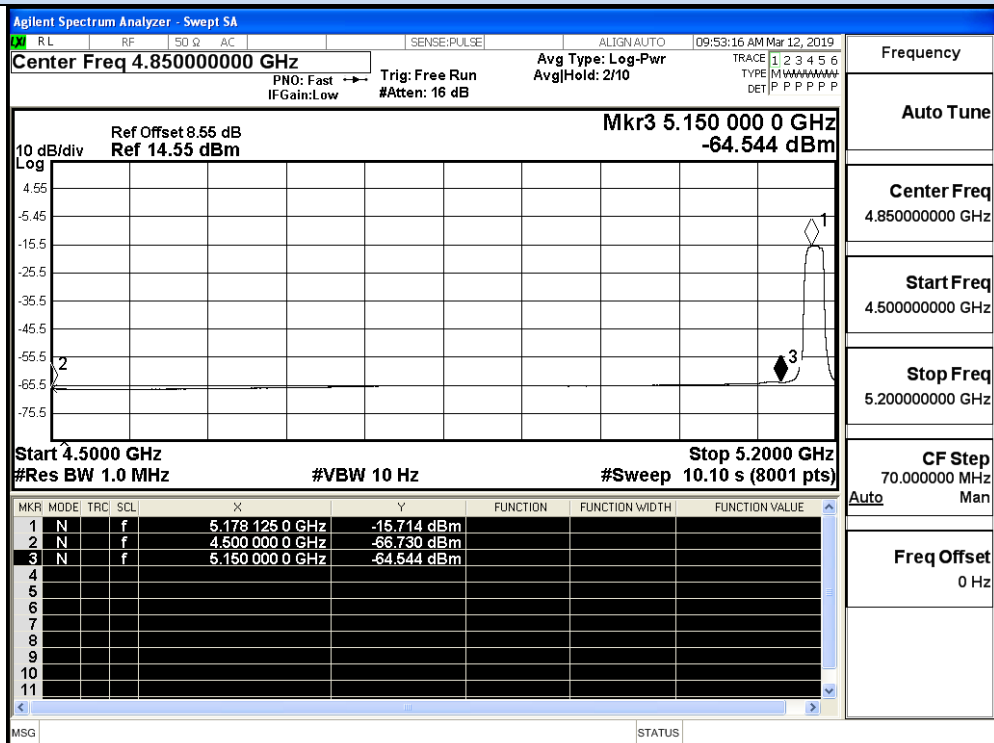 Agilent Spectrum Analyzer - Swept SA
LXI RL RF 50 Ω AC SENSE:PULSE ALIGN AUTO 09:53:16 AM Mar 12, 2019
Center Freq 4.850000000 GHz
PNO: Fast
IFGain:Low
Trig: Free Run
#Atten: 16 dB
Avg Type: Log-Pwr
Avg|Hold: 2/10
TRACE 1 2 3 4 5 6
TYPE M
DET P P P P P P
Ref Offset 8.55 dB
10 dB/div Ref 14.55 dBm
Log
Mkr3 5.150 000 0 GHz
-64.544 dBm
4.55
-5.45
-15.5
-25.5
-35.5
-45.5
-55.5
-65.5
-75.5
1
2
3
Start 4.5000 GHz Stop 5.2000 GHz
#Res BW 1.0 MHz #VBW 10 Hz #Sweep 10.10 s (8001 pts)
MKR MODE TRC SCL X Y FUNCTION FUNCTION WIDTH FUNCTION VALUE
1 N f 5.178 125 0 GHz -15.714 dBm
2 N f 4.500 000 0 GHz -66.730 dBm
3 N f 5.150 000 0 GHz -64.544 dBm
4
5
6
7
8
9
10
11
MSG STATUS
Frequency
Auto Tune
Center Freq
4.850000000 GHz
Start Freq
4.500000000 GHz
Stop Freq
5.200000000 GHz
CF Step
70.000000 MHz
Auto Man
Freq Offset
0 Hz